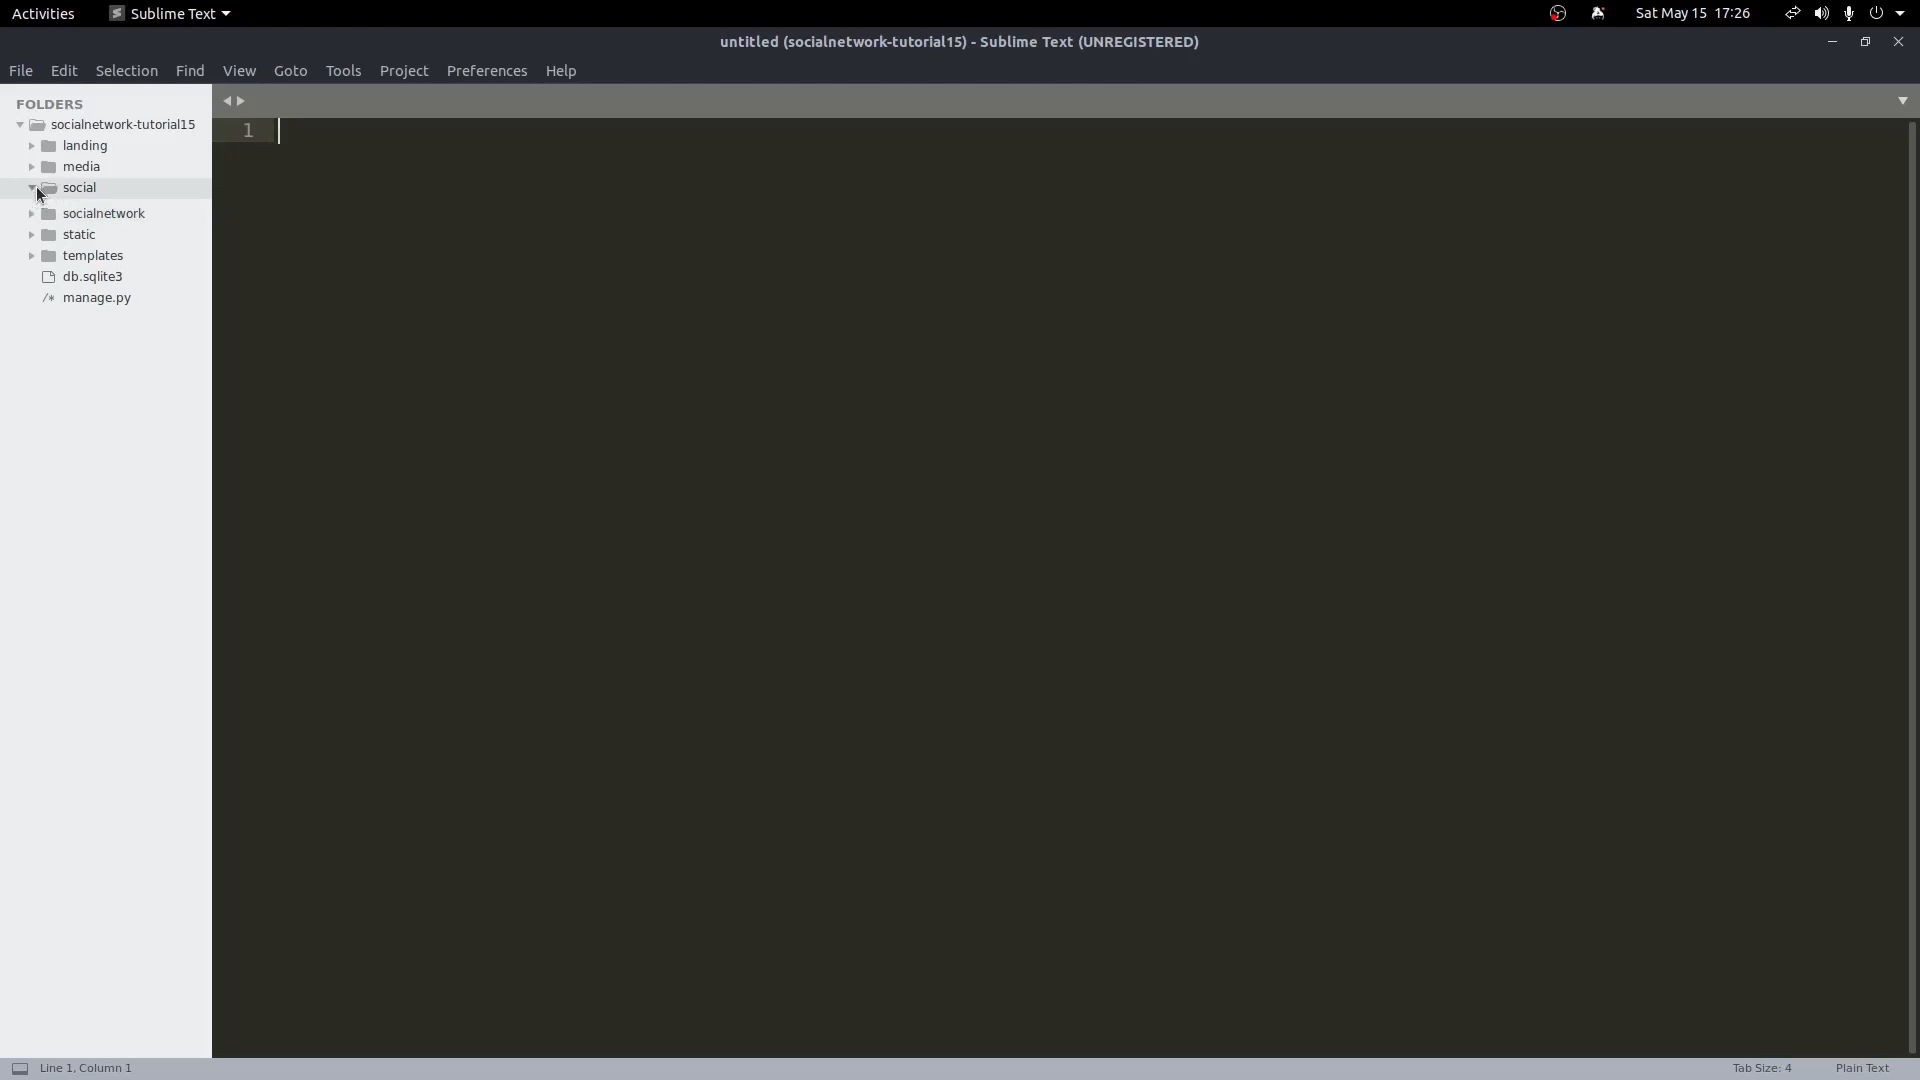 Activities Sublime Text Sat May 15 17:26
untitled (socialnetwork-tutorial15) - Sublime Text (UNREGISTERED)
File Edit Selection Find View Goto Tools Project Preferences Help
FOLDERS
socialnetwork-tutorial15
landing
media
social
socialnetwork
static
templates
db.sqlite3
/* manage.py
1
Line 1, Column 1 Tab Size: 4 Plain Text